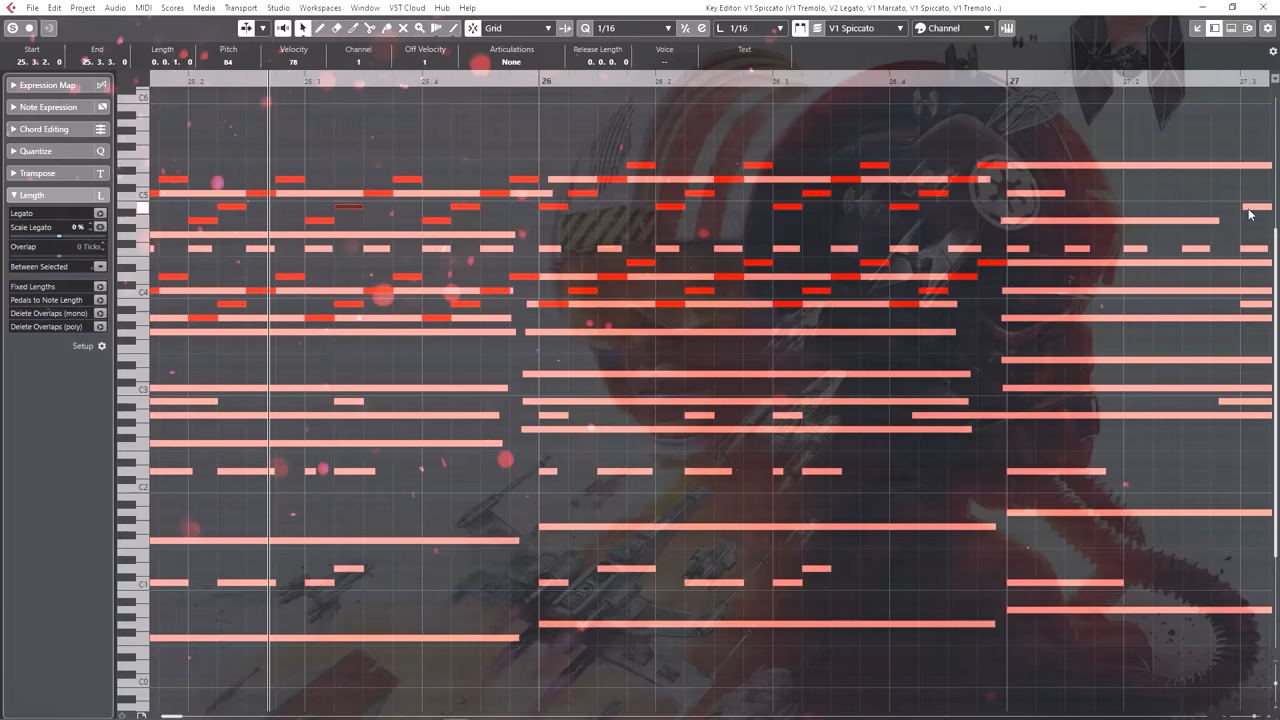 File Edit Project Audio MIDI Scores Media Transport Studio Workspaces Window VST Cloud Hub Help Key Editor: V1 Spiccato, V2 Legato, V1 Marcato, V1 Spiccato, V1 Tremolo ...)
S Grid Q 1/16 L 1/16 V1 Spiccato Channel
Start End Length Pitch Velocity Channel Off Velocity Articulations Release Length Voice Text
25. 3. 2. 0 25. 3. 3. 0 0. 0. 1. 0 84 78 1 1 None 0. 0. 0. 0 --
25.2 25.3 25.4 26 26.2 26.3 26.4 27 27.2 27.3
Expression Map
Note Expression
Chord Editing
Quantize Q
Transpose T
Length L
Legato
Scale Legato 0 %
Overlap 0 Ticks
Between Selected
Fixed Lengths
Pedals to Note Length
Delete Overlaps (mono)
Delete Overlaps (poly)
Setup
C6
C5
C4
C3
C2
C1
C0